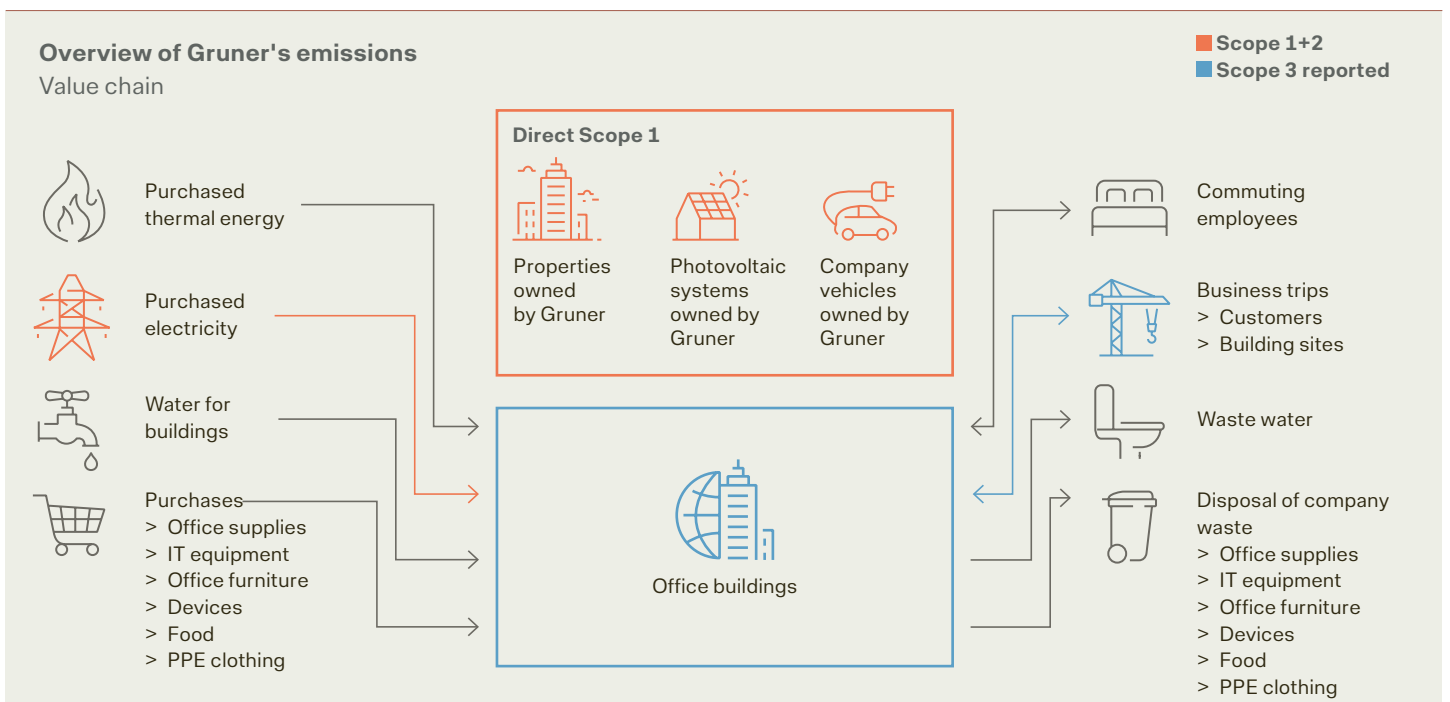 Overview of Gruner's emissions
Value chain
Scope 1+2
Scope 3 reported
Purchased
thermal energy
Purchased
electricity
Water for
buildings
Purchases
> Office supplies
> IT equipment
> Office furniture
> Devices
> Food
> PPE clothing
Direct Scope 1
Properties
owned
by Gruner
Photovoltaic
systems
owned by
Gruner
Company
vehicles
owned by
Gruner
Office buildings
Commuting
employees
Business trips
> Customers
> Building sites
Waste water
Disposal of company
waste
> Office supplies
> IT equipment
> Office furniture
> Devices
> Food
> PPE clothing